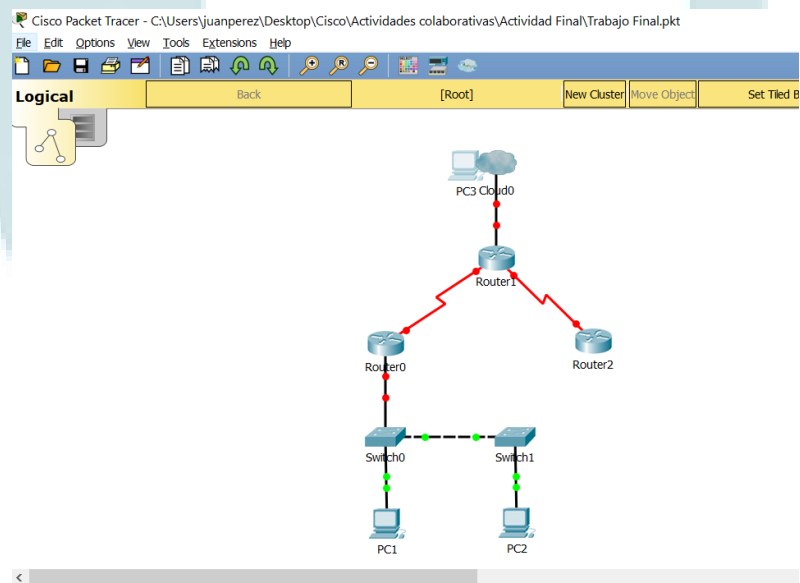 Cisco Packet Tracer - C:\Users\juanperez\Desktop\Cisco\Actividades colaborativas\Actividad Final\Trabajo Final.pkt
File Edit Options View Tools Extensions Help
Logical Back [Root] New Cluster Move Object Set Tiled B
PC3 Cloud0
Router1
Router0
Router2
Switch0
Switch1
PC1
PC2